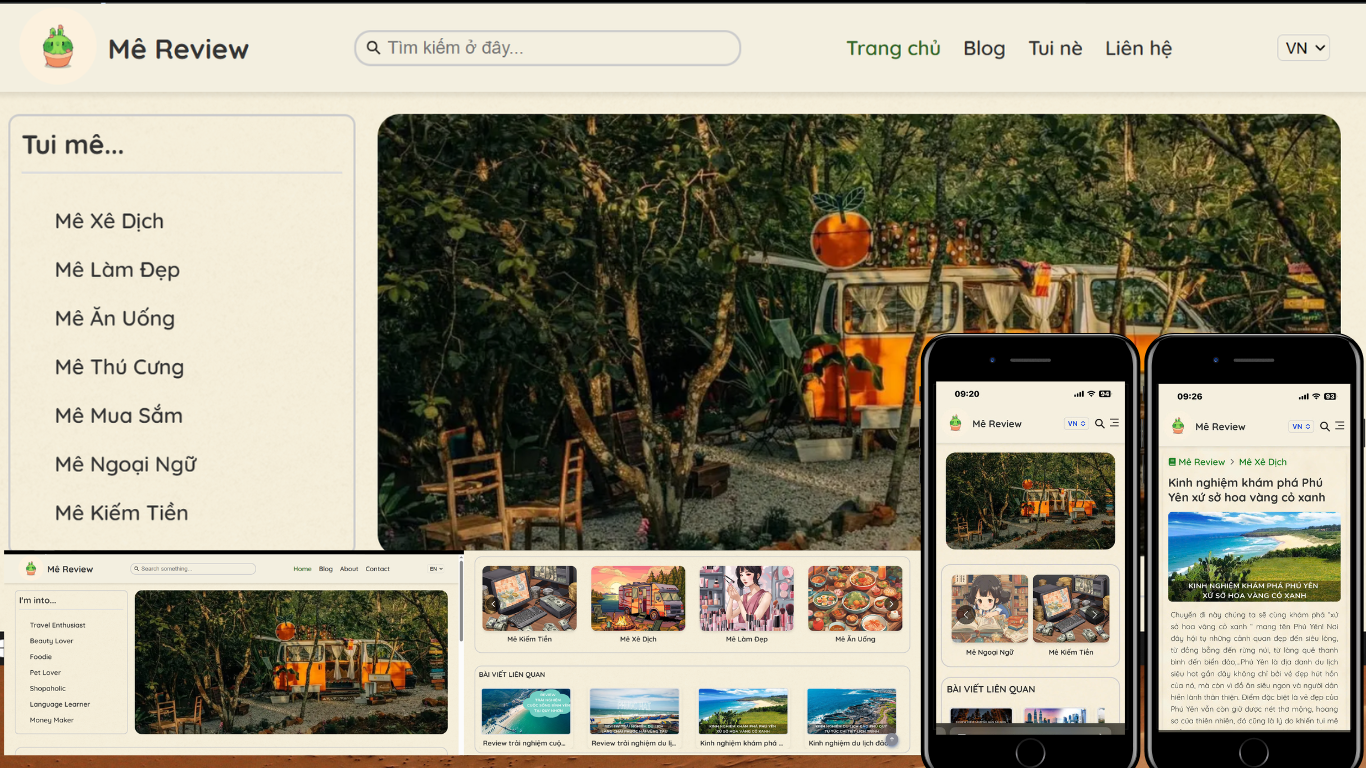 Mê Review
Tìm kiếm ở đây...
Trang chủ Blog Tui nè Liên hệ
VN
Tui mê...
Mê Xê Dịch
Mê Làm Đẹp
Mê Ăn Uống
Mê Thú Cưng
Mê Mua Sắm
Mê Ngoại Ngữ
Mê Kiếm Tiền
Mê Review
Search something...
Home Blog About Contact
EN
I'm into...
Travel Enthusiast
Beauty Lover
Foodie
Pet Lover
Shopaholic
Language Learner
Money Maker
Mê Kiếm Tiền Mê Xê Dịch Mê Làm Đẹp Mê Ăn Uống
BÀI VIẾT LIÊN QUAN
Review trải nghiệm cuộ... Review trải nghiệm du lị... Kinh nghiệm khám phá ... Kinh nghiệm du lịch đảo
09:20
94
Mê Review
VN
Mê Ngoại Ngữ Mê Kiếm Tiền
BÀI VIẾT LIÊN QUAN
09:26
93
Mê Review
VN
Mê Review > Mê Xê Dịch
Kinh nghiệm khám phá Phú
Yên xứ sở hoa vàng cỏ xanh
KINH NGHIỆM KHÁM PHÁ PHÚ YÊN
XỨ SỞ HOA VÀNG CỎ XANH
Chuyến đi này chúng ta sẽ cùng khám phá "xứ
sở hoa vàng cỏ xanh " mang tên Phú Yên! Nơi
đây hội tụ những cảnh quan đẹp đến siêu lòng,
từ đồng bằng đến rừng núi, từ làng quê thanh
bình đến biển đảo,..Phú Yên là địa danh du lịch
siêu hot gần đây không chỉ bởi vẻ đẹp hút hồn
của nó, mà còn vì đồ ăn siêu ngon và người dân
hiền lành thân thiện. Điểm đặc biệt là vẻ đẹp của
Phú Yên vẫn còn giữ được nét thơ mộng, hoang
sơ của thiên nhiên, đó cũng là lý do khiến tui mê